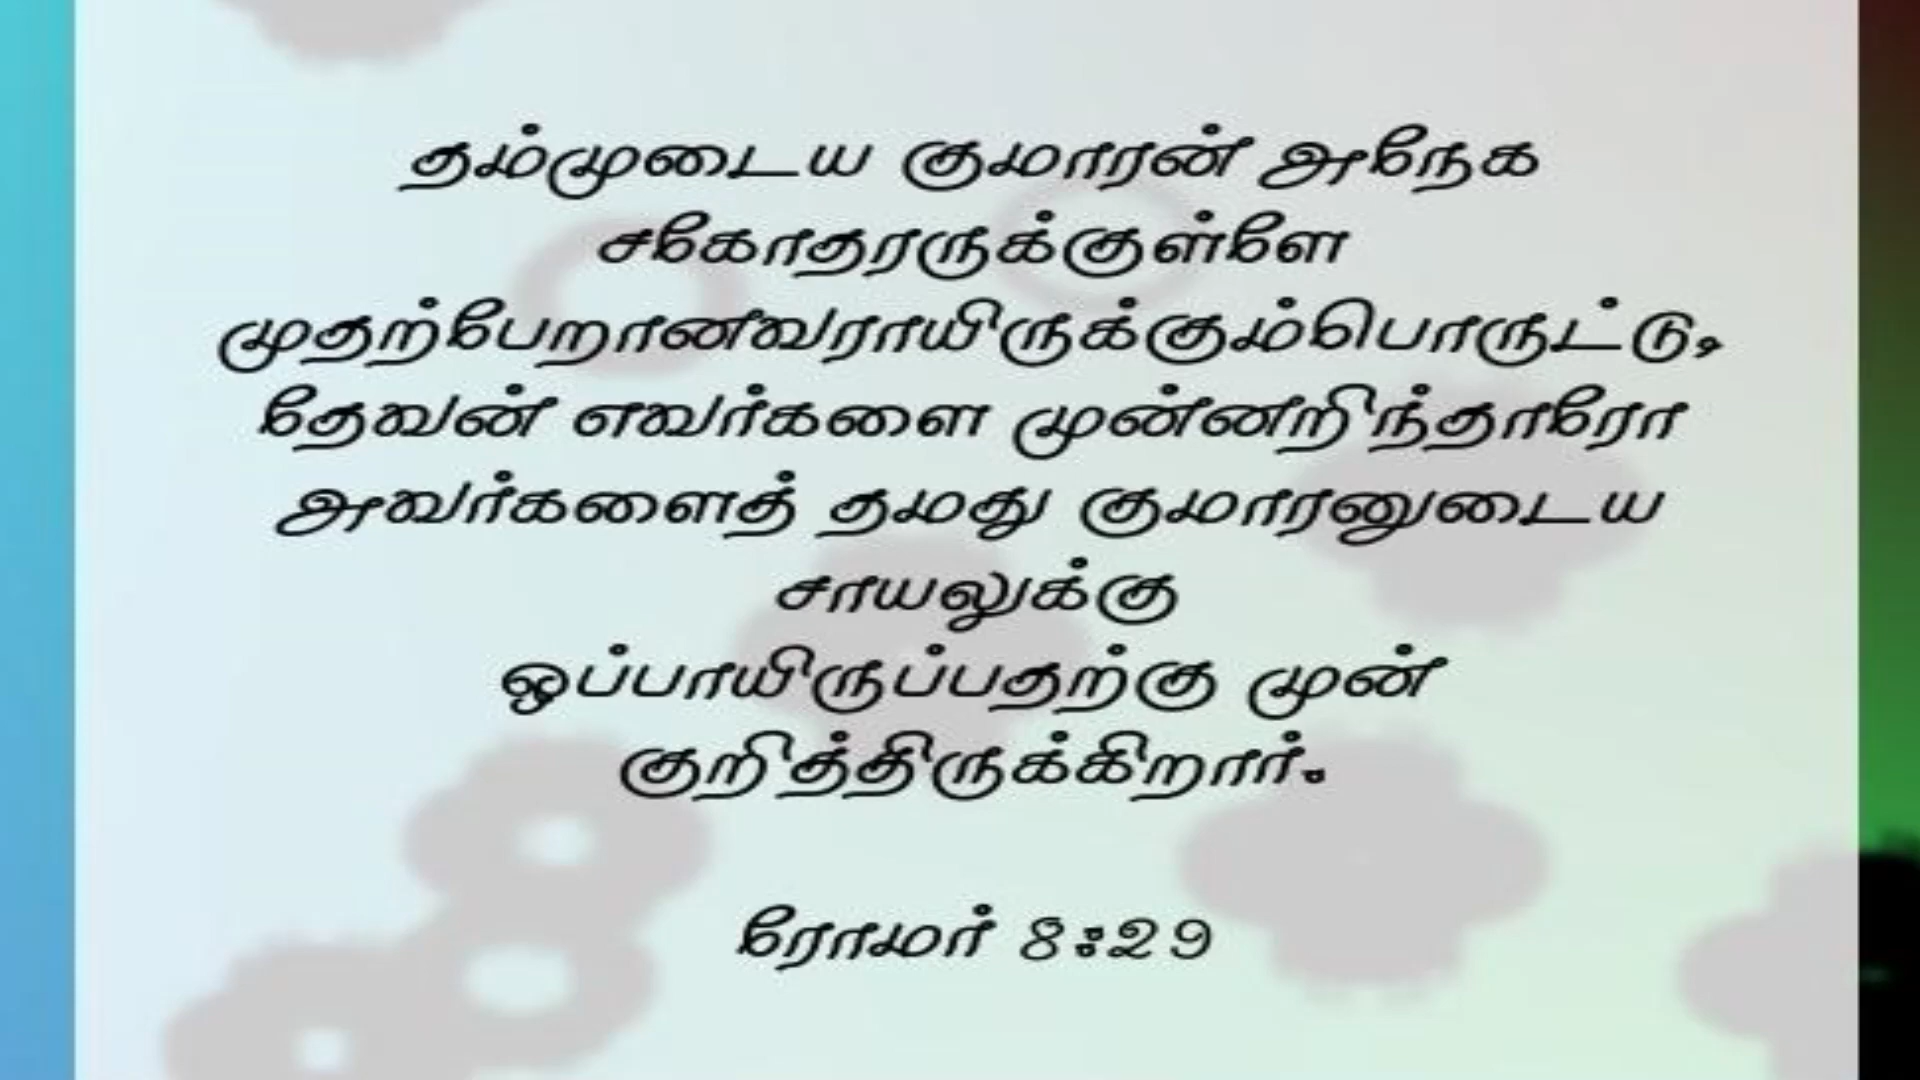 தம்முடைய குமாரன் அநேக
சகோதரருக்குள்ளே
முதற்பேறானவராயிருக்கும்பொருட்டு,
தேவன் எவர்களை முன்னறிந்தாரோ
அவர்களைத் தமது குமாரனுடைய
சாயலுக்கு
ஒப்பாயிருப்பதற்கு முன்
குறித்திருக்கிறார்.
ரோமர் 8:29